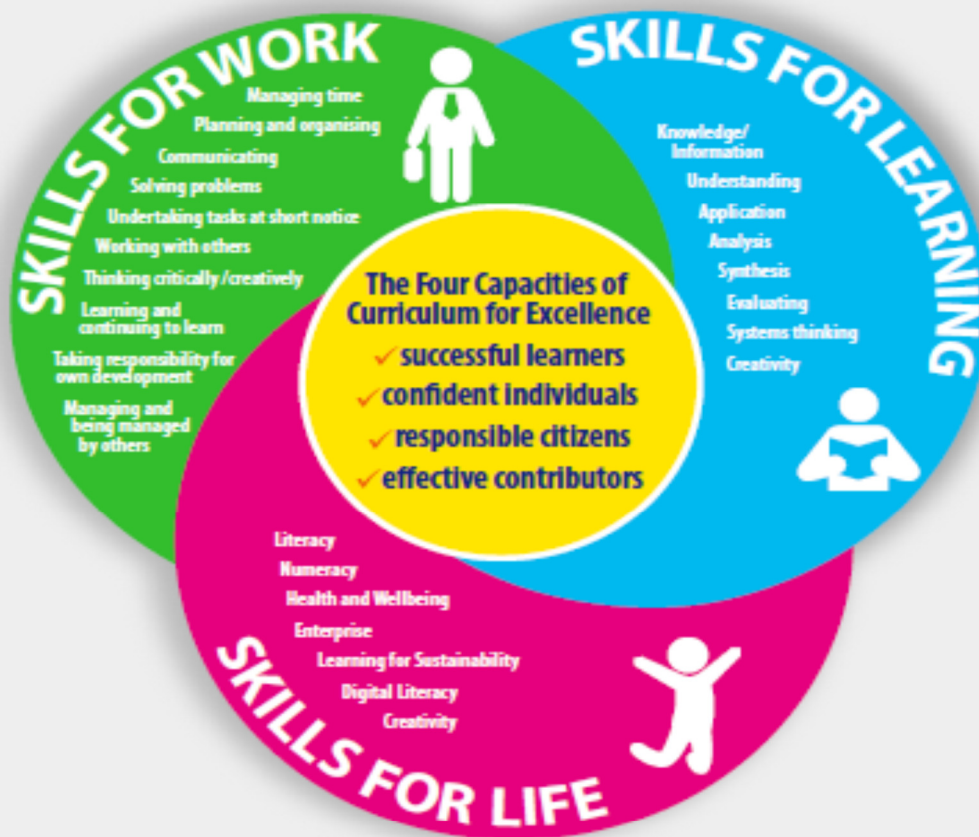 SKILLS FOR WORK
Managing time
Planning and organising
Communicating
Solving problems
Undertaking tasks at short notice
Working with others
Thinking critically/creatively
Learning and
continuing to learn
Taking responsibility for
own development
Managing and
being managed
by others
SKILLS FOR LEARNING
Knowledge/
Information
Understanding
Application
Analysis
Synthesis
Evaluating
Systems thinking
Creativity
The Four Capacities of
Curriculum for Excellence
✓ successful learners
✓ confident individuals
✓ responsible citizens
✓ effective contributors
Literacy
Numeracy
Health and Wellbeing
Enterprise
Learning for Sustainability
Digital Literacy
Creativity
SKILLS FOR LIFE